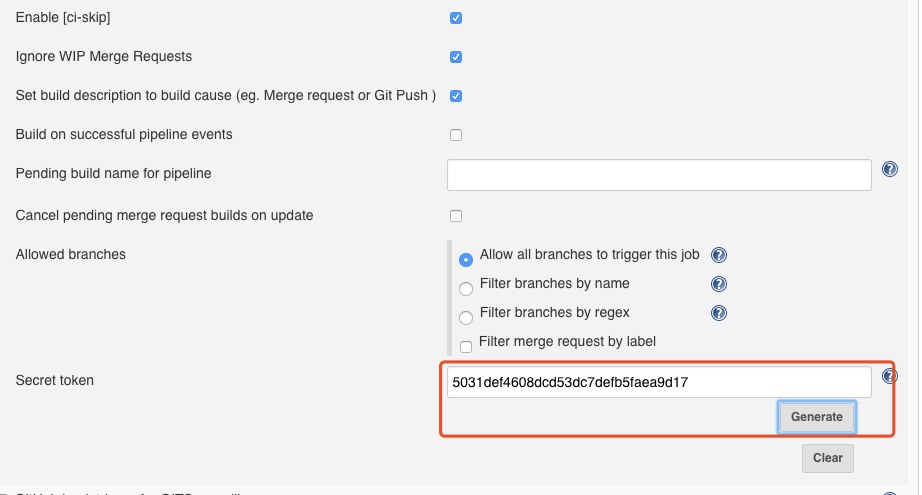 Enable [ci-skip]
Ignore WIP Merge Requests
Set build description to build cause (eg. Merge request or Git Push )
Build on successful pipeline events
Pending build name for pipeline
?
Cancel pending merge request builds on update
Allowed branches
Allow all branches to trigger this job ?
Filter branches by name ?
Filter branches by regex ?
Filter merge request by label
Secret token
5031def4608dcd53dc7defb5faea9d17 ?
Generate
Clear